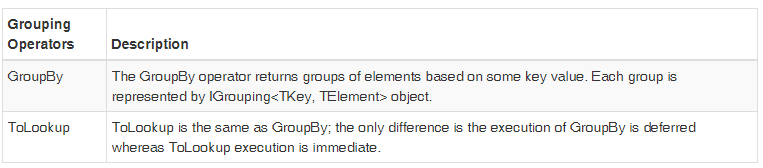 Grouping
Operators
Description
GroupBy
The GroupBy operator returns groups of elements based on some key value. Each group is
represented by IGrouping<TKey, TElement> object.
ToLookup
ToLookup is the same as GroupBy; the only difference is the execution of GroupBy is deferred
whereas ToLookup execution is immediate.